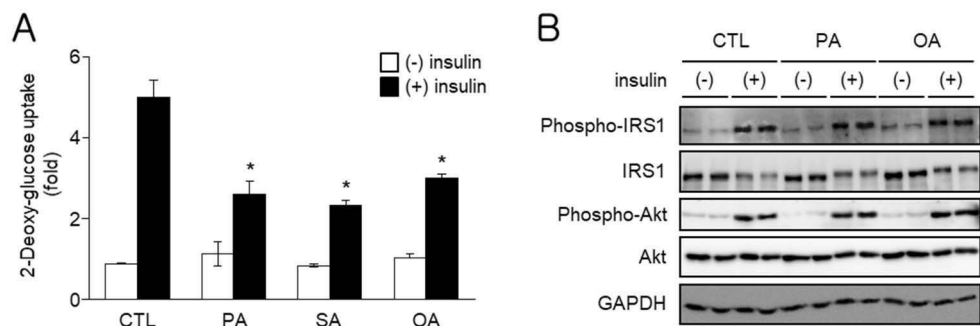 A
2-Deoxy-glucose uptake
(fold)
6
4
2
0
(-) insulin
(+) insulin
*
*
*
CTL
PA
SA
OA
B
CTL
PA
OA
insulin
(-)
(+)
(-)
(+)
(-)
(+)
Phospho-IRS1
IRS1
Phospho-Akt
Akt
GAPDH